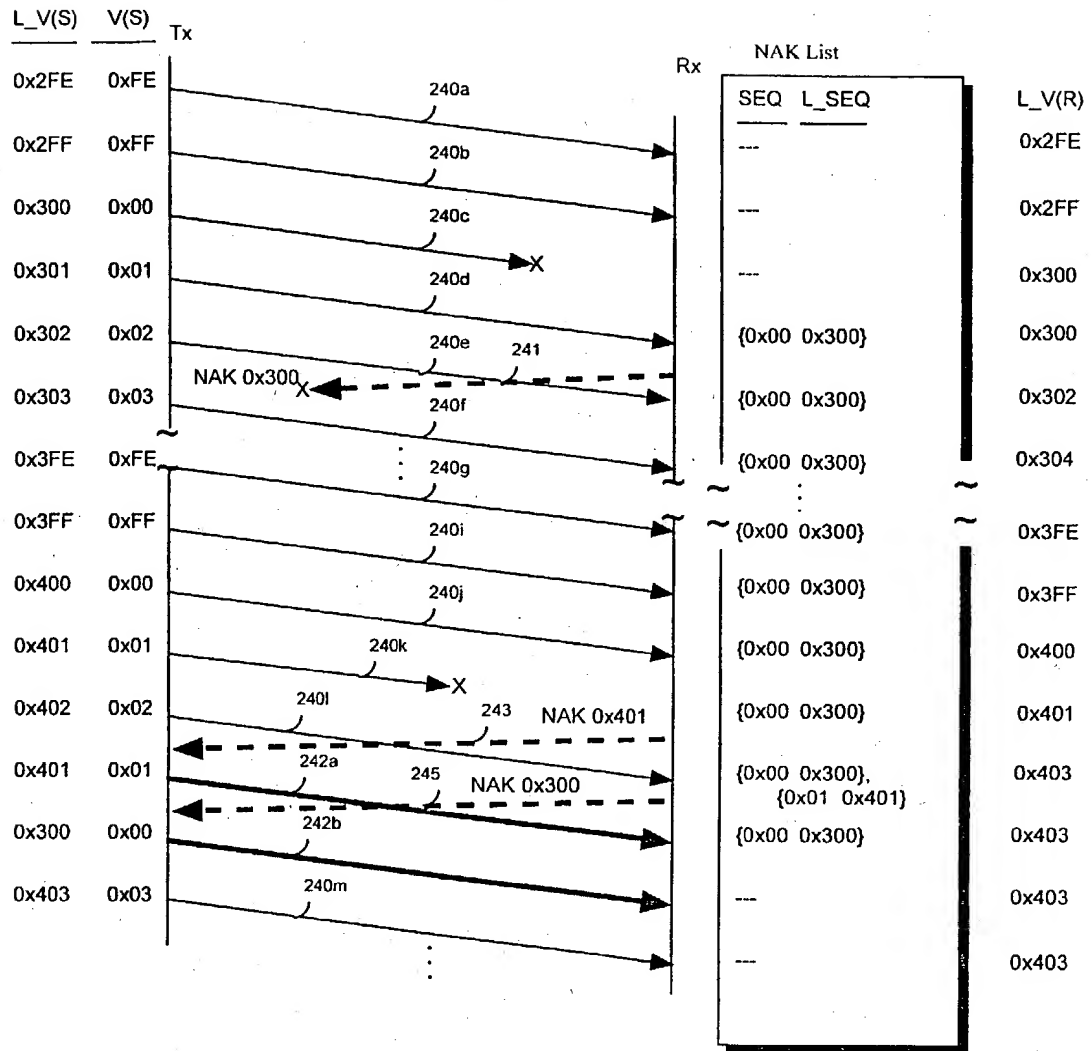 L_V(S) V(S) Tx Rx NAK List
SEQ L_SEQ L_V(R)
0x2FE 0xFE 240a --- 0x2FE
0x2FF 0xFF 240b --- 0x2FF
0x300 0x00 240c X --- 0x300
0x301 0x01 240d {0x00 0x300} 0x300
0x302 0x02 240e 241
NAK 0x300 X {0x00 0x300} 0x302
0x303 0x03 240f {0x00 0x300} 0x304
0x3FE 0xFE 240g {0x00 0x300} 0x3FE
0x3FF 0xFF 240i {0x00 0x300} 0x3FF
0x400 0x00 240j {0x00 0x300} 0x400
0x401 0x01 240k X {0x00 0x300} 0x401
0x402 0x02 240l 243 NAK 0x401 {0x00 0x300}, 0x403
{0x01 0x401}
0x401 0x01 242a 245 NAK 0x300 {0x00 0x300} 0x403
0x300 0x00 242b --- 0x403
0x403 0x03 240m --- 0x403